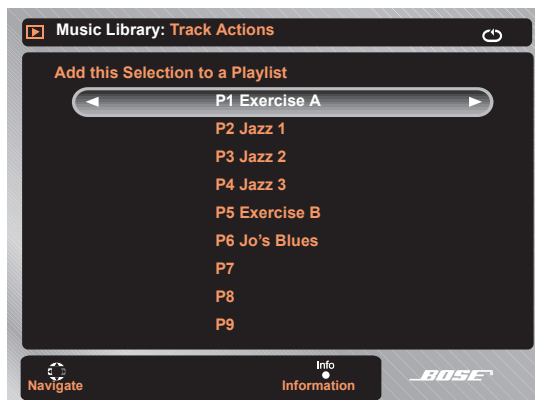 Music Library: Track Actions
Add this Selection to a Playlist
P1 Exercise A
P2 Jazz 1
P3 Jazz 2
P4 Jazz 3
P5 Exercise B
P6 Jo's Blues
P7
P8
P9
Info
Navigate
Information
BOSE